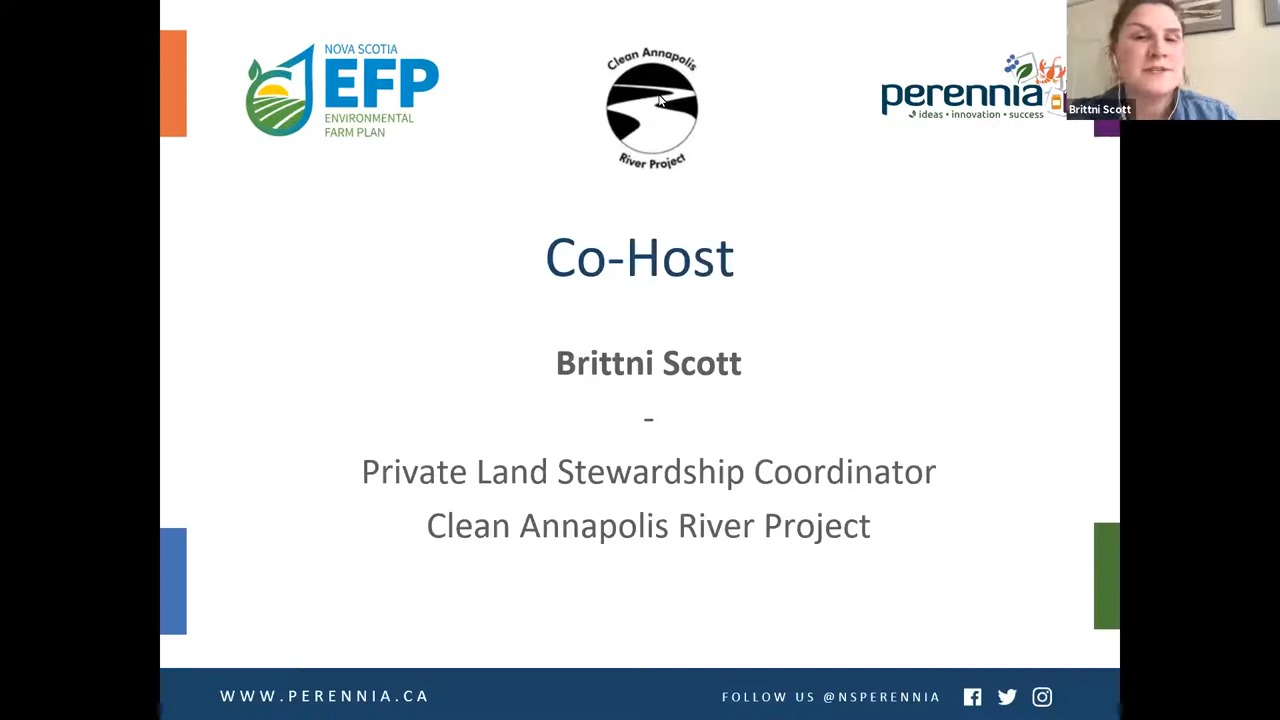 NOVA SCOTIA
EFP
ENVIRONMENTAL
FARM PLAN
Clean Annapolis
River Project
perennia
ideas • innovation • success
Brittni Scott
Co-Host
Brittni Scott
-
Private Land Stewardship Coordinator
Clean Annapolis River Project
WWW.PERENNIA.CA
FOLLOW US @NSPERENNIA